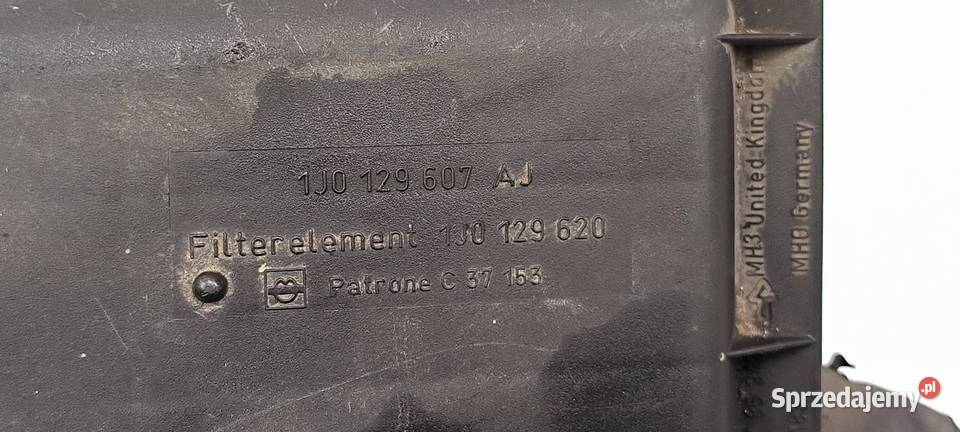 1J0 129 607 AJ
Filterelement 1J0 129 620
Patrone C 37 153
MH3 United Kingdom
MH0 Germany
Sprzedajemy.pl